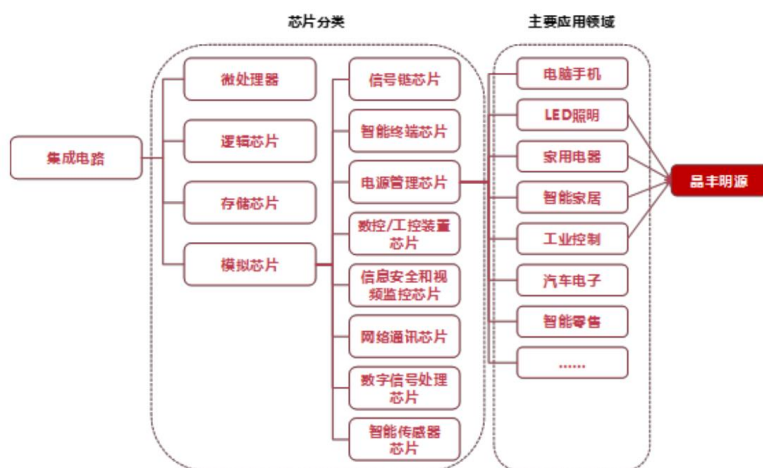 芯片分类
主要应用领域
集成电路
微处理器
逻辑芯片
存储芯片
模拟芯片
信号链芯片
智能终端芯片
电源管理芯片
数控/工控装置
芯片
信息安全和视
频监控芯片
网络通讯芯片
数字信号处理
芯片
智能传感器
芯片
电脑手机
LED照明
家用电器
智能家居
工业控制
汽车电子
智能零售
......
晶丰明源